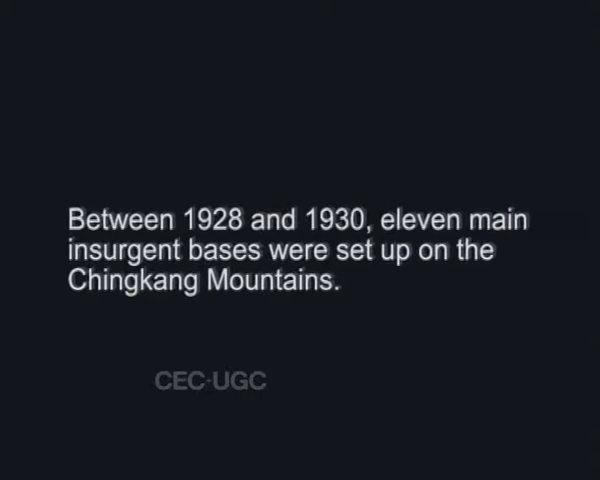 Between 1928 and 1930, eleven main
insurgent bases were set up on the
Chingkang Mountains.
CEC-UGC